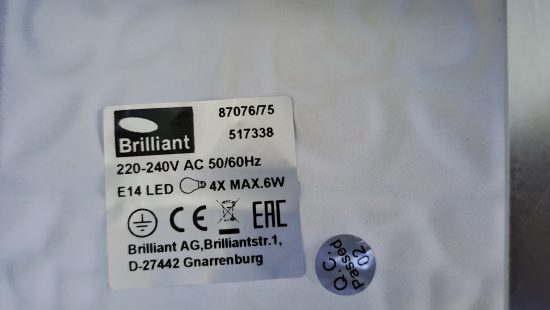 87076/75
517338
Brilliant
220-240V AC 50/60Hz
E14 LED 4X MAX.6W
CE EAC
Brilliant AG,Brilliantstr.1,
D-27442 Gnarrenburg
Q.C.
Passed
02